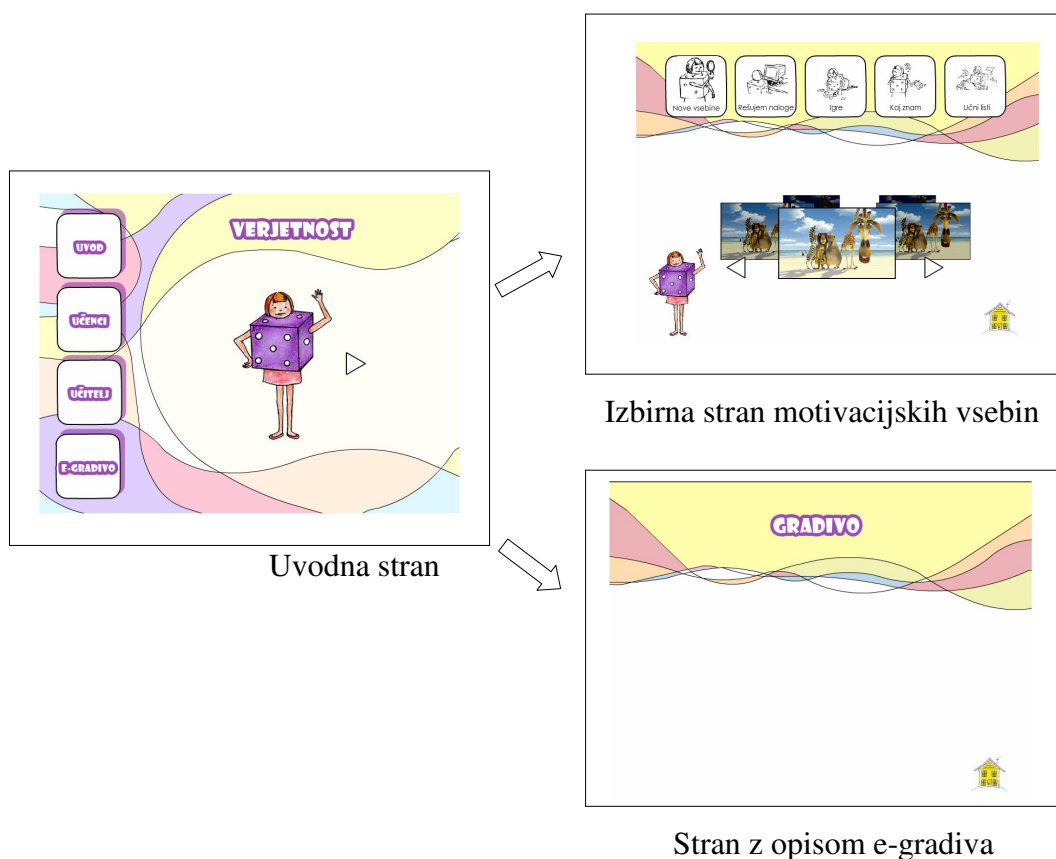 VERJETNOST
UVOD
UČENCI
UČITELJ
E-GRADIVO
Uvodna stran
Nove vsebine
Rešujem naloge
Igre
Kaj znam
Učni listi
Izbirna stran motivacijskih vsebin
GRADIVO
Stran z opisom e-gradiva